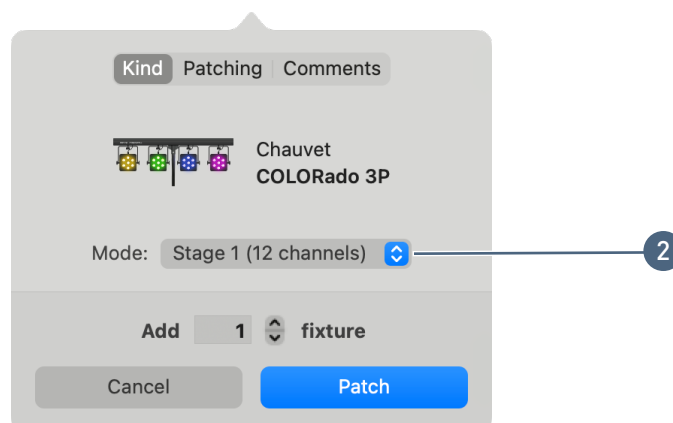 Kind Patching Comments
Chauvet
COLORado 3P
Mode: Stage 1 (12 channels)
2
Add 1 fixture
Cancel Patch